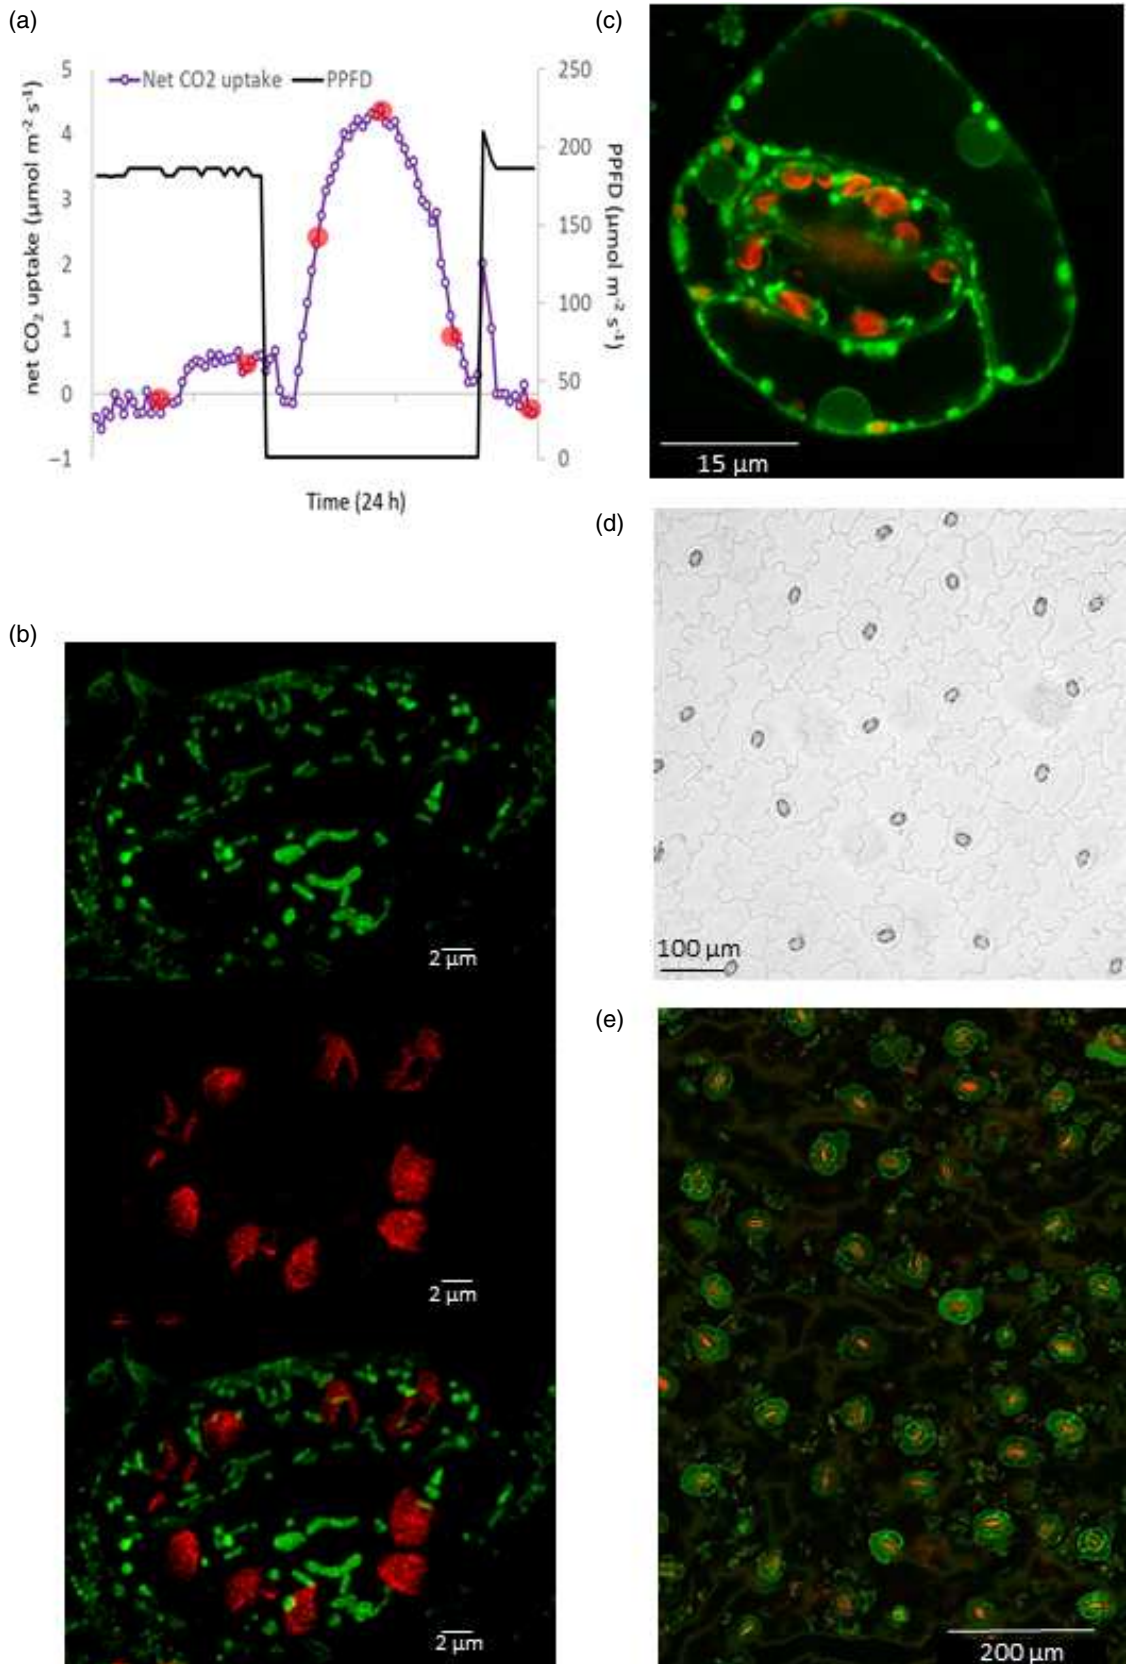 (a)
net CO₂ uptake (µmol m⁻² s⁻¹)
5
4
3
2
1
0
–1
Net CO2 uptake
PPFD
250
200
150
100
50
0
PPFD (µmol m⁻² s⁻¹)
Time (24 h)
(b)
2 µm
2 µm
2 µm
(c)
15 µm
(d)
100 µm
(e)
200 µm